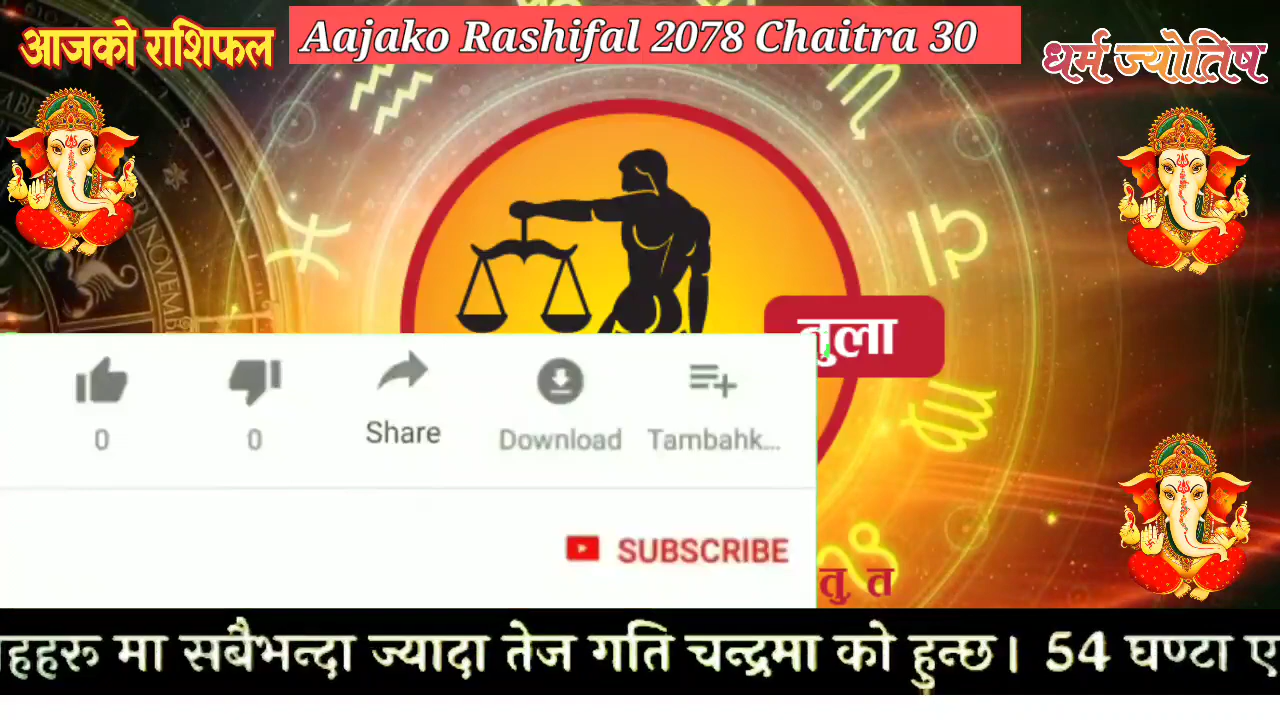 आजको राशिफल
Aajako Rashifal 2078 Chaitra 30
धर्म ज्योतिष
तुला
0 0 Share Download Tambahk...
SUBSCRIBE
तु त
हहरू मा सबैभन्दा ज्यादा तेज गति चन्द्रमा को हुन्छ। 54 घण्टा ए